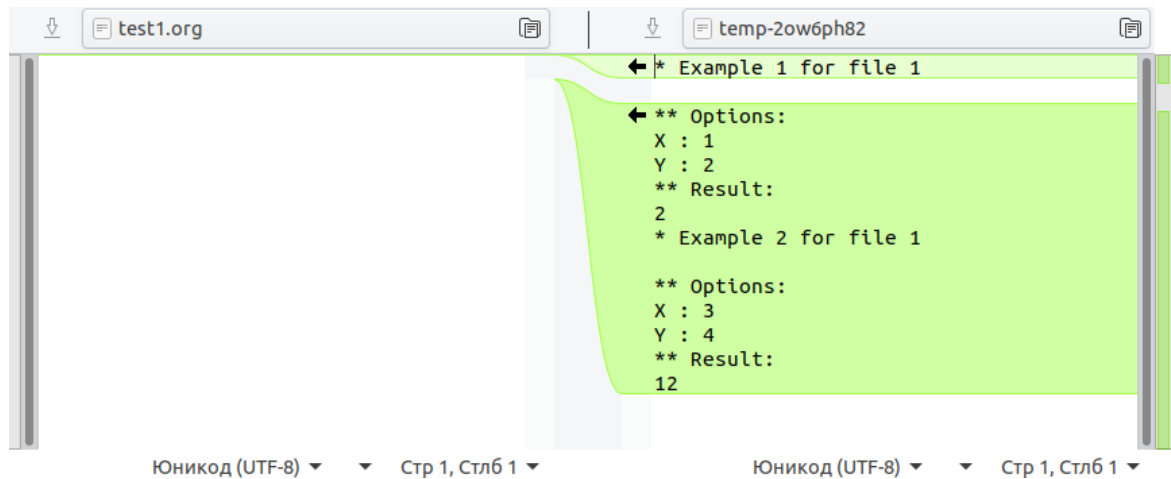 test1.org
temp-2ow6ph82
* Example 1 for file 1
** Options:
X : 1
Y : 2
** Result:
2
* Example 2 for file 1
** Options:
X : 3
Y : 4
** Result:
12
Юникод (UTF-8) Стр 1, Стлб 1
Юникод (UTF-8) Стр 1, Стлб 1